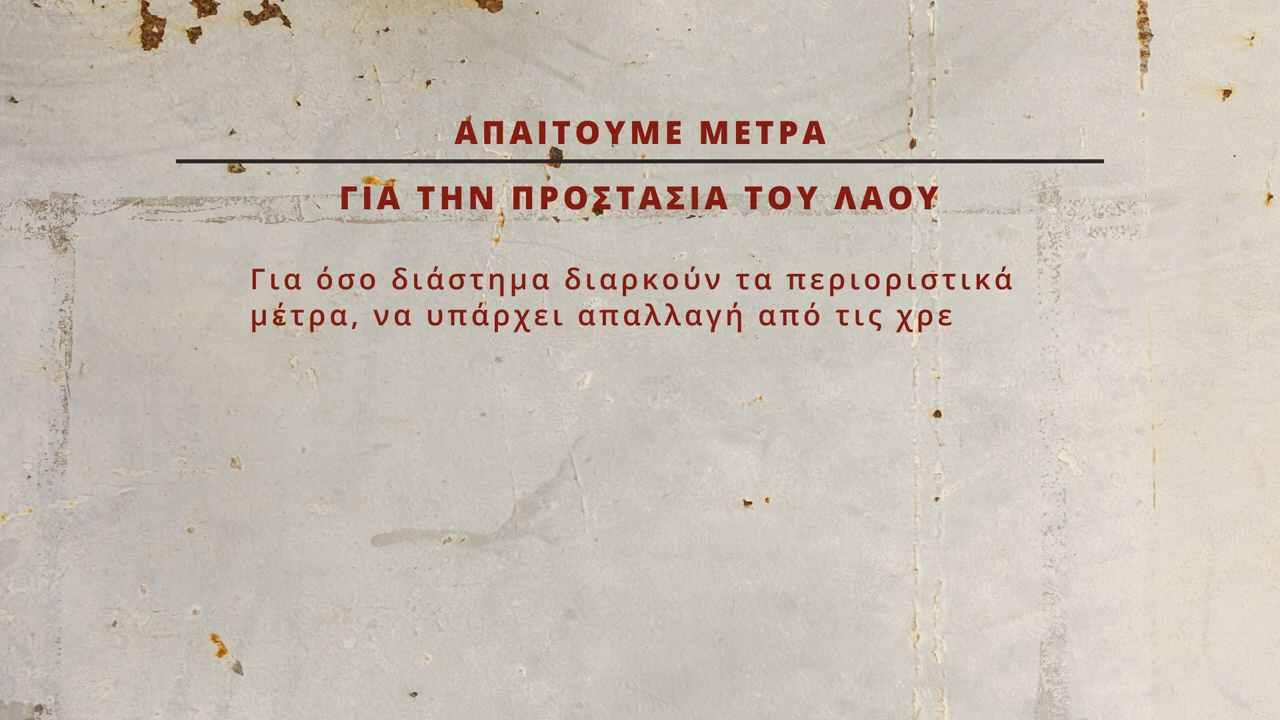 ΑΠΑΙΤΟΥΜΕ ΜΕΤΡΑ
ΓΙΑ ΤΗΝ ΠΡΟΣΤΑΣΙΑ ΤΟΥ ΛΑΟΥ
Για όσο διάστημα διαρκούν τα περιοριστικά
μέτρα, να υπάρχει απαλλαγή από τις χρε